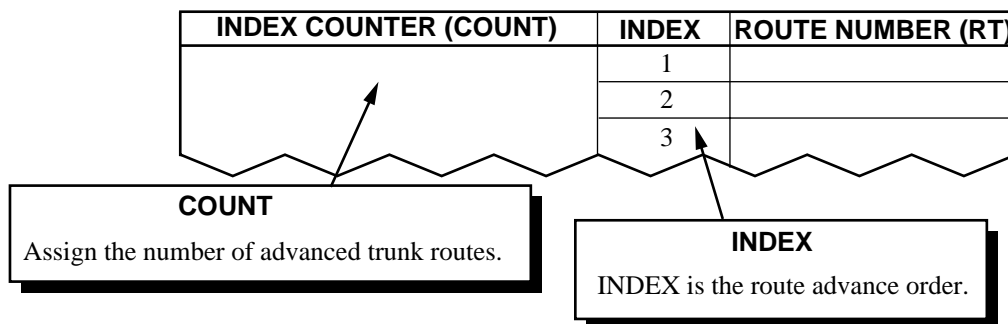 INDEX COUNTER (COUNT) INDEX ROUTE NUMBER (RT)
1
2
3
COUNT
Assign the number of advanced trunk routes.
INDEX
INDEX is the route advance order.